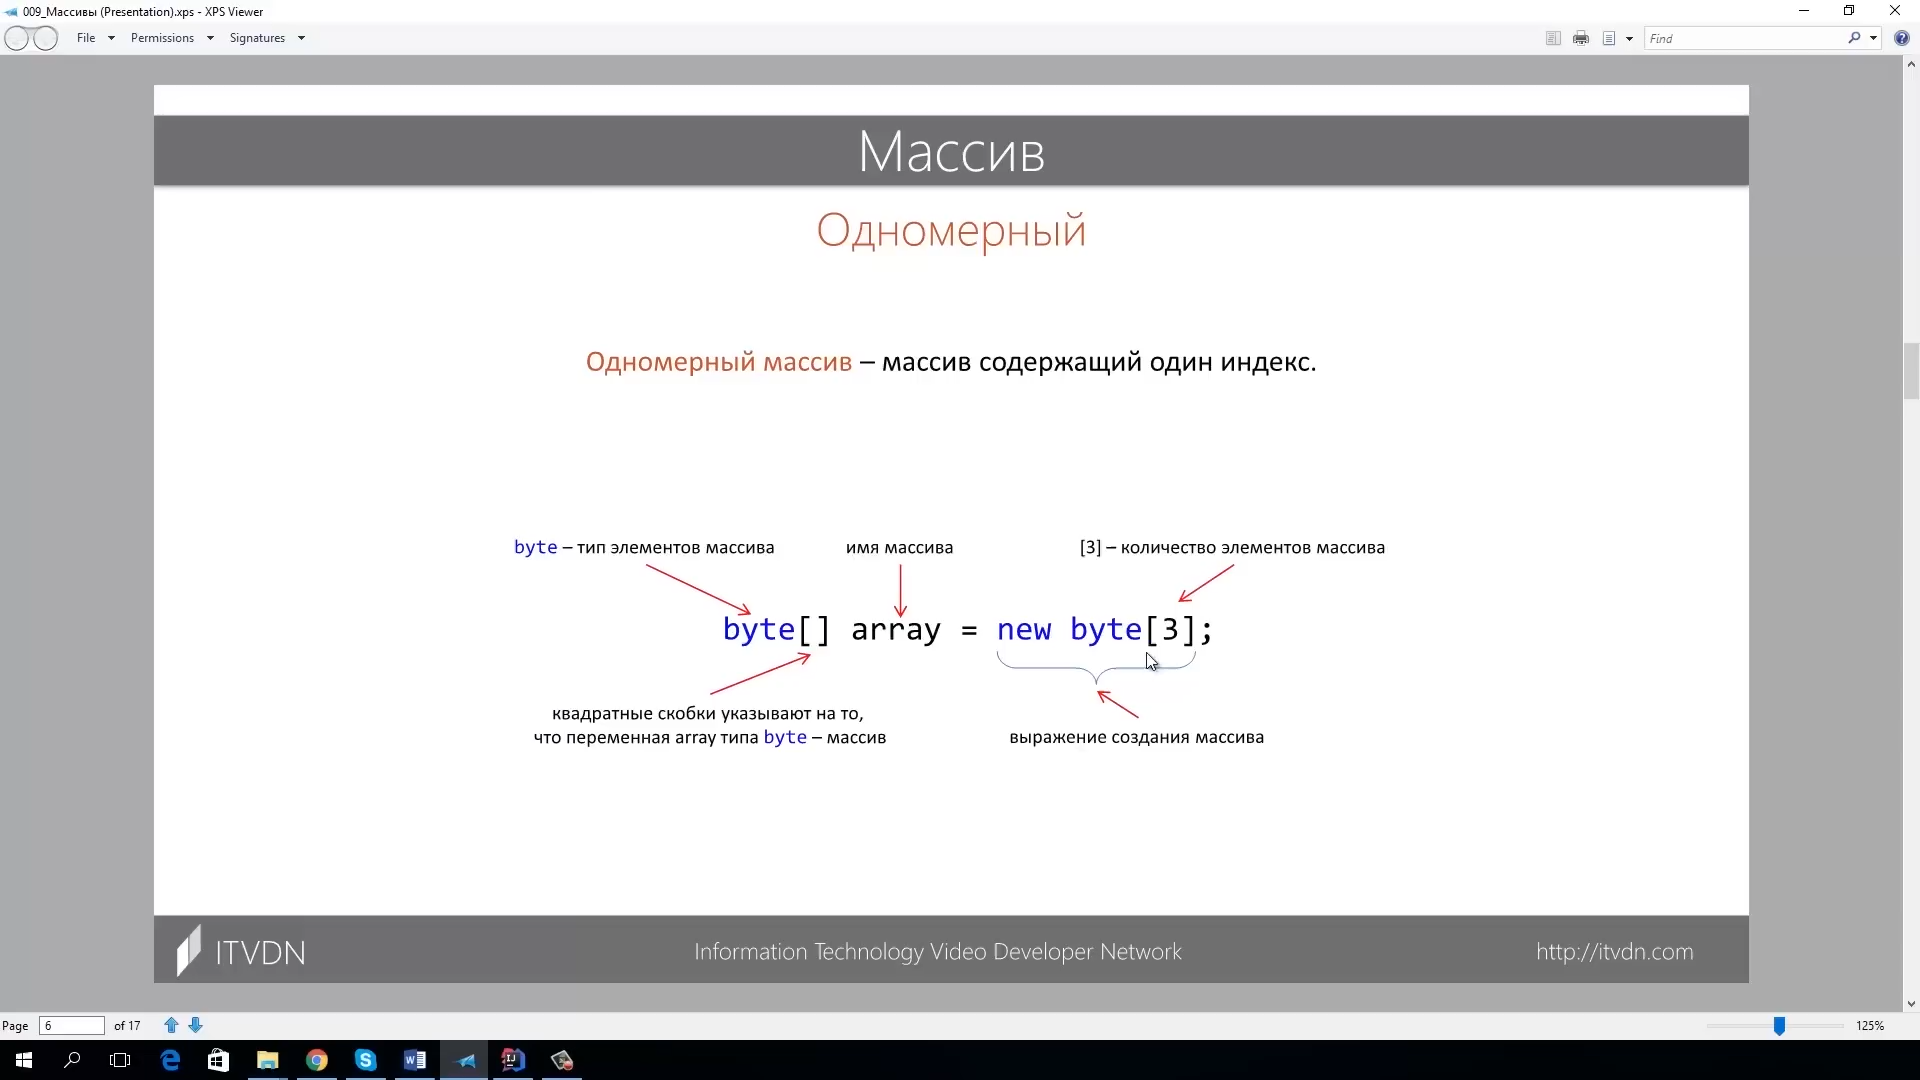 009_Массивы (Presentation).xps - XPS Viewer
File Permissions Signatures Find
Массив
Одномерный
Одномерный массив – массив содержащий один индекс.
byte – тип элементов массива имя массива [3] – количество элементов массива
byte[] array = new byte[3];
квадратные скобки указывают на то,
что переменная array типа byte – массив
выражение создания массива
ITVDN Information Technology Video Developer Network http://itvdn.com
Page 6 of 17 125%